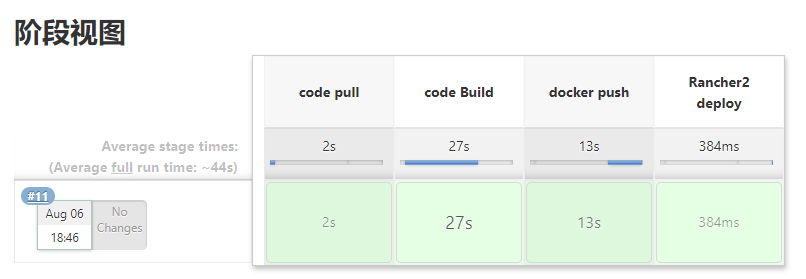 阶段视图
code pull
code Build
docker push
Rancher2
deploy
Average stage times:
2s
27s
13s
384ms
(Average full run time: ~44s)
#11
Aug 06
No
Changes
18:46
2s
27s
13s
384ms